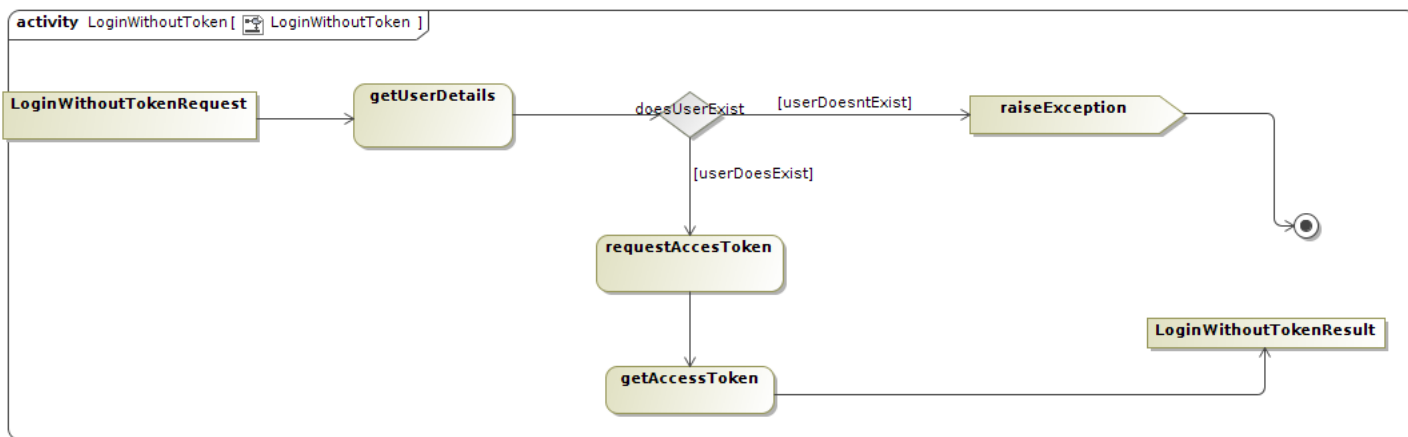 activity LoginWithoutToken [ LoginWithoutToken ]
LoginWithoutTokenRequest
getUserDetails
doesUserExist
[userDoesntExist]
raiseException
[userDoesExist]
requestAccesToken
LoginWithoutTokenResult
getAccessToken